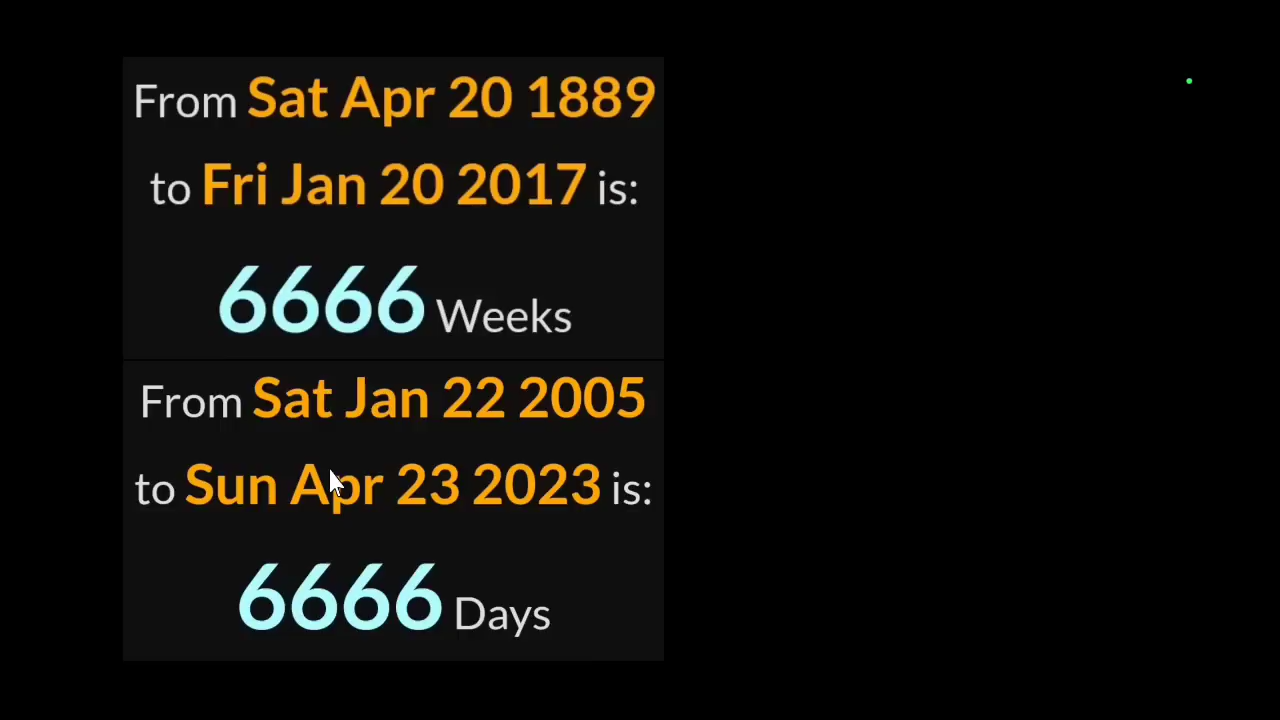 From Sat Apr 20 1889
to Fri Jan 20 2017 is:
6666 Weeks
From Sat Jan 22 2005
to Sun Apr 23 2023 is:
6666 Days